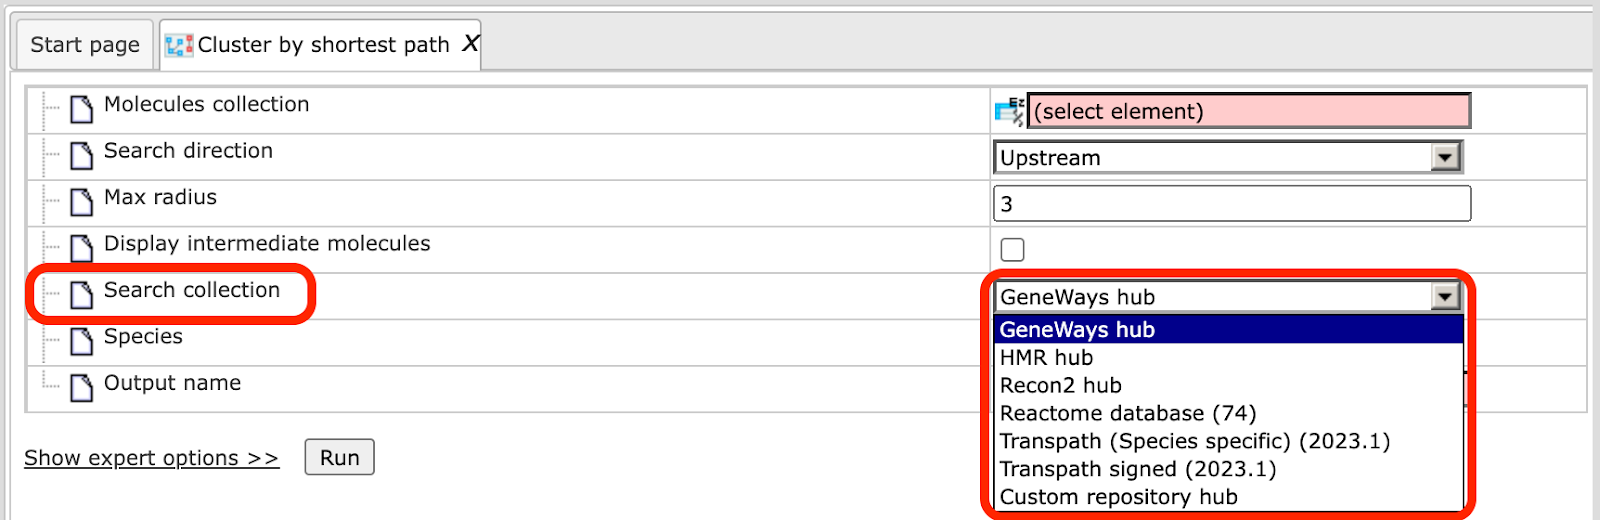 Start page
Cluster by shortest path X
Molecules collection
Ez
(select element)
Search direction
Upstream
Max radius
3
Display intermediate molecules
Search collection
GeneWays hub
GeneWays hub
HMR hub
Recon2 hub
Reactome database (74)
Transpath (Species specific) (2023.1)
Transpath signed (2023.1)
Custom repository hub
Species
Output name
Show expert options >>
Run